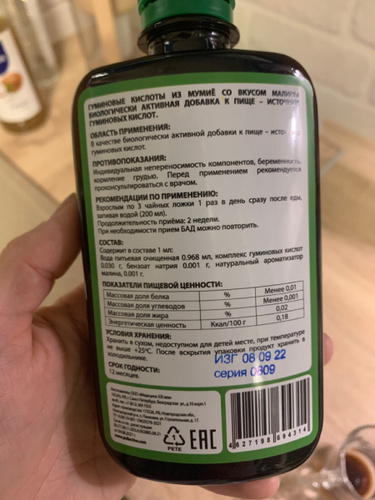 ГУМИНОВЫЕ КИСЛОТЫ ИЗ МУМИЁ СО ВКУСОМ МАЛИНЫ
БИОЛОГИЧЕСКИ АКТИВНАЯ ДОБАВКА К ПИЩЕ – ИСТОЧНИК
ГУМИНОВЫХ КИСЛОТ.
ОБЛАСТЬ ПРИМЕНЕНИЯ:
В качестве биологически активной добавки к пище – источник
гуминовых кислот.
ПРОТИВОПОКАЗАНИЯ:
Индивидуальная непереносимость компонентов, беременность,
кормление грудью. Перед применением рекомендуется
проконсультироваться с врачом.
РЕКОМЕНДАЦИИ ПО ПРИМЕНЕНИЮ:
Взрослым по 3 чайных ложки 1 раз в день сразу после еды,
запивая водой (200 мл).
Продолжительность приёма: 2 недели.
При необходимости прием БАД можно повторить.
СОСТАВ:
Содержит в составе 1 мл:
Вода питьевая очищенная 0.968 мл, комплекс гуминовых кислот
0,030 г, бензоат натрия 0.001 г, натуральный ароматизатор
малина, 0,001 г.
ПОКАЗАТЕЛИ ПИЩЕВОЙ ЦЕННОСТИ:
Массовая доля белка % Менее 0,01
Массовая доля углеводов % Менее 0,001
Массовая доля жира % 0,02
Энергетическая ценность Ккал/100 г 0,18
УСЛОВИЯ ХРАНЕНИЯ:
Хранить в сухом, недоступном для детей месте, при температуре
не выше +25°С. После вскрытия упаковки продукт хранить в
холодильнике.
СРОК ГОДНОСТИ:
12 месяцев.
ИЗГ 08 09 22
серия 0809
PETE
EAC
4627198694314